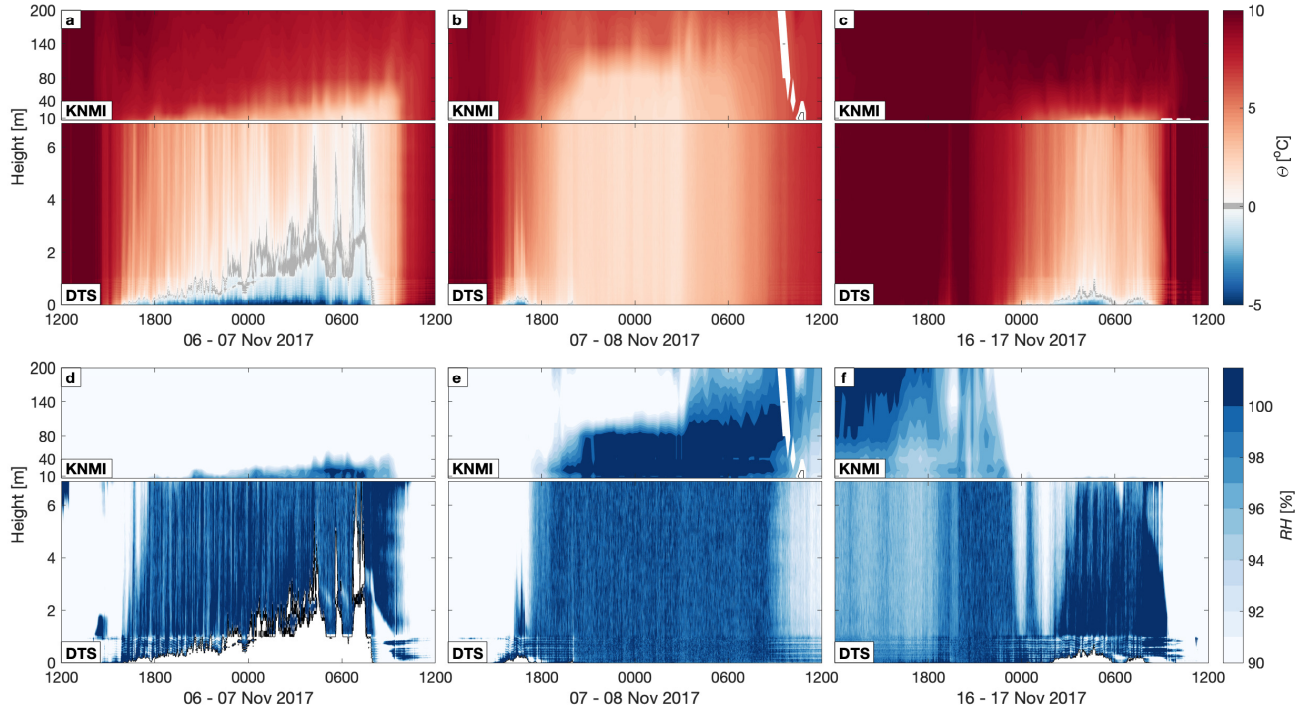 a b c
200 140 80 40 10
KNMI KNMI KNMI
Height [m]
6 4 2 0
DTS DTS DTS
10 5 0 -5
Θ [°C]
1200 1800 0000 0600 1200 1800 0000 0600 1200 1800 0000 0600 1200
06 - 07 Nov 2017 07 - 08 Nov 2017 16 - 17 Nov 2017
d e f
200 140 80 40 10
KNMI KNMI KNMI
Height [m]
6 4 2 0
DTS DTS DTS
100 98 96 94 92 90
RH [%]
1200 1800 0000 0600 1200 1800 0000 0600 1200 1800 0000 0600 1200
06 - 07 Nov 2017 07 - 08 Nov 2017 16 - 17 Nov 2017